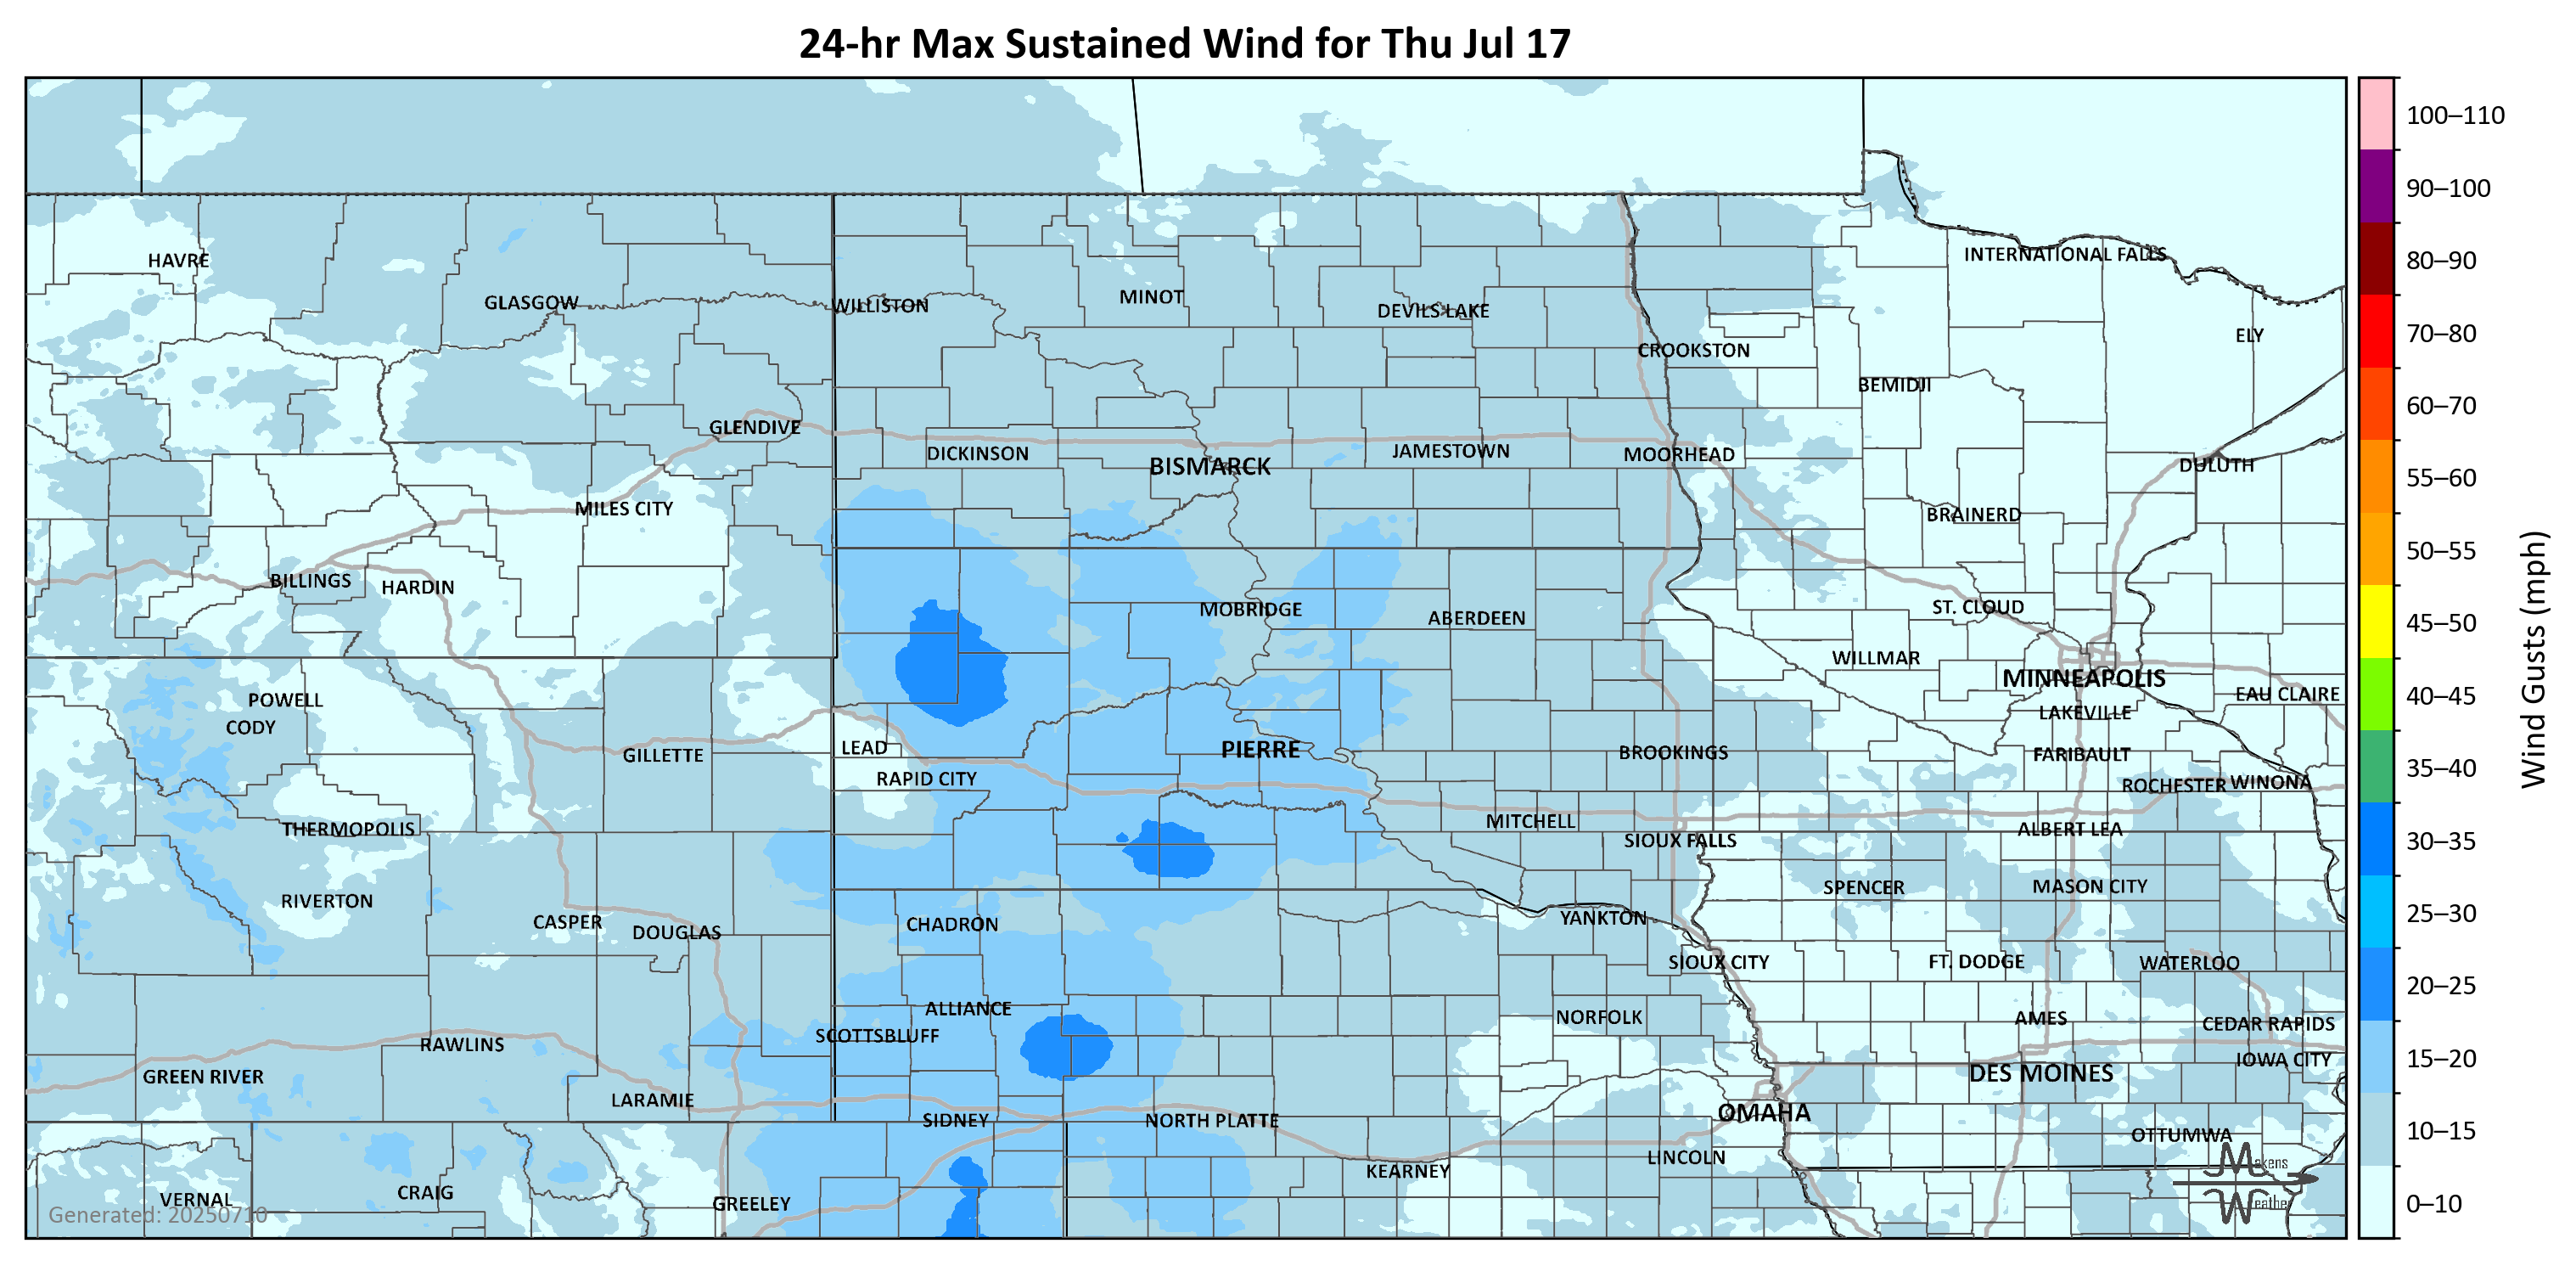 24-hr Max Sustained Wind for Thu Jul 17
100–110
90–100
80–90
70–80
60–70
55–60
50–55
45–50
40–45
35–40
30–35
25–30
20–25
15–20
10–15
0–10
Wind Gusts (mph)
HAVRE
INTERNATIONAL FALLS
GLASGOW
WILLISTON
MINOT
DEVILS LAKE
ELY
CROOKSTON
BEMIDJI
GLENDIVE
DICKINSON
BISMARCK
JAMESTOWN
MOORHEAD
DULUTH
MILES CITY
BRAINERD
BILLINGS
HARDIN
MOBRIDGE
ABERDEEN
ST. CLOUD
WILLMAR
MINNEAPOLIS
EAU CLAIRE
POWELL
CODY
LAKEVILLE
GILLETTE
LEAD
PIERRE
BROOKINGS
FARIBAULT
RAPID CITY
ROCHESTER
WINONA
THERMOPOLIS
MITCHELL
SIOUX FALLS
ALBERT LEA
RIVERTON
SPENCER
MASON CITY
CASPER
DOUGLAS
CHADRON
YANKTON
SIOUX CITY
FT. DODGE
WATERLOO
ALLIANCE
SCOTTSBLUFF
NORFOLK
AMES
CEDAR RAPIDS
RAWLINS
IOWA CITY
GREEN RIVER
DES MOINES
LARAMIE
SIDNEY
NORTH PLATTE
OMAHA
OTTUMWA
LINCOLN
KEARNEY
VERNAL
CRAIG
GREELEY
Generated: 20250710
Makens
Weather